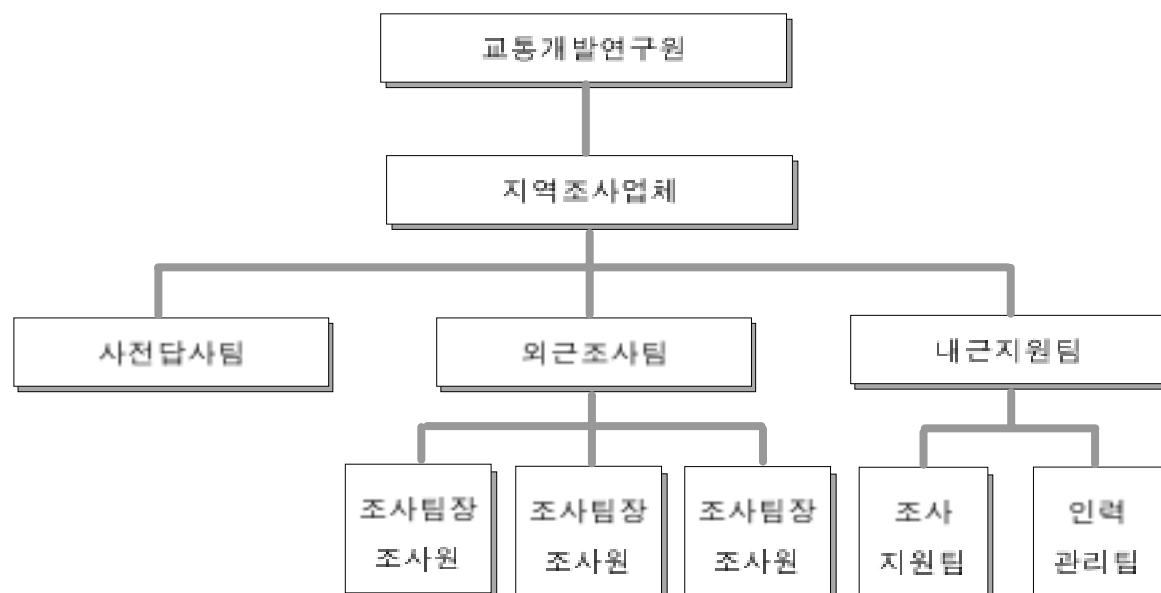 교통개발연구원
지역조사업체
사전답사팀
외근조사팀
내근지원팀
조사팀장
조사원
조사팀장
조사원
조사팀장
조사원
조사
지원팀
인력
관리팀